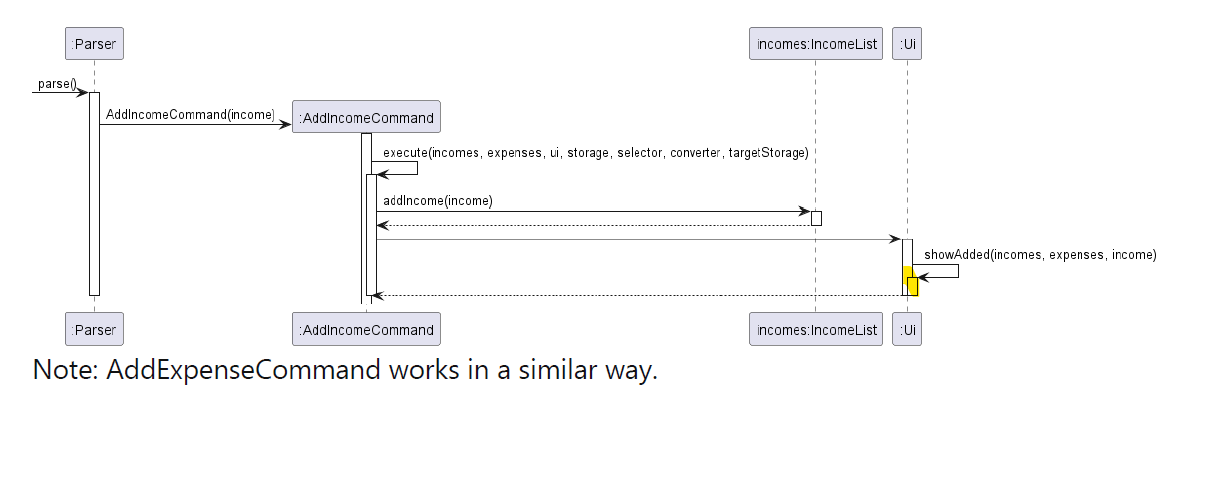 :Parser
incomes:IncomeList
:Ui
parse()
AddIncomeCommand(income)
:AddIncomeCommand
execute(incomes, expenses, ui, storage, selector, converter, targetStorage)
addIncome(income)
showAdded(incomes, expenses, income)
:Parser
:AddIncomeCommand
incomes:IncomeList
:Ui
Note: AddExpenseCommand works in a similar way.